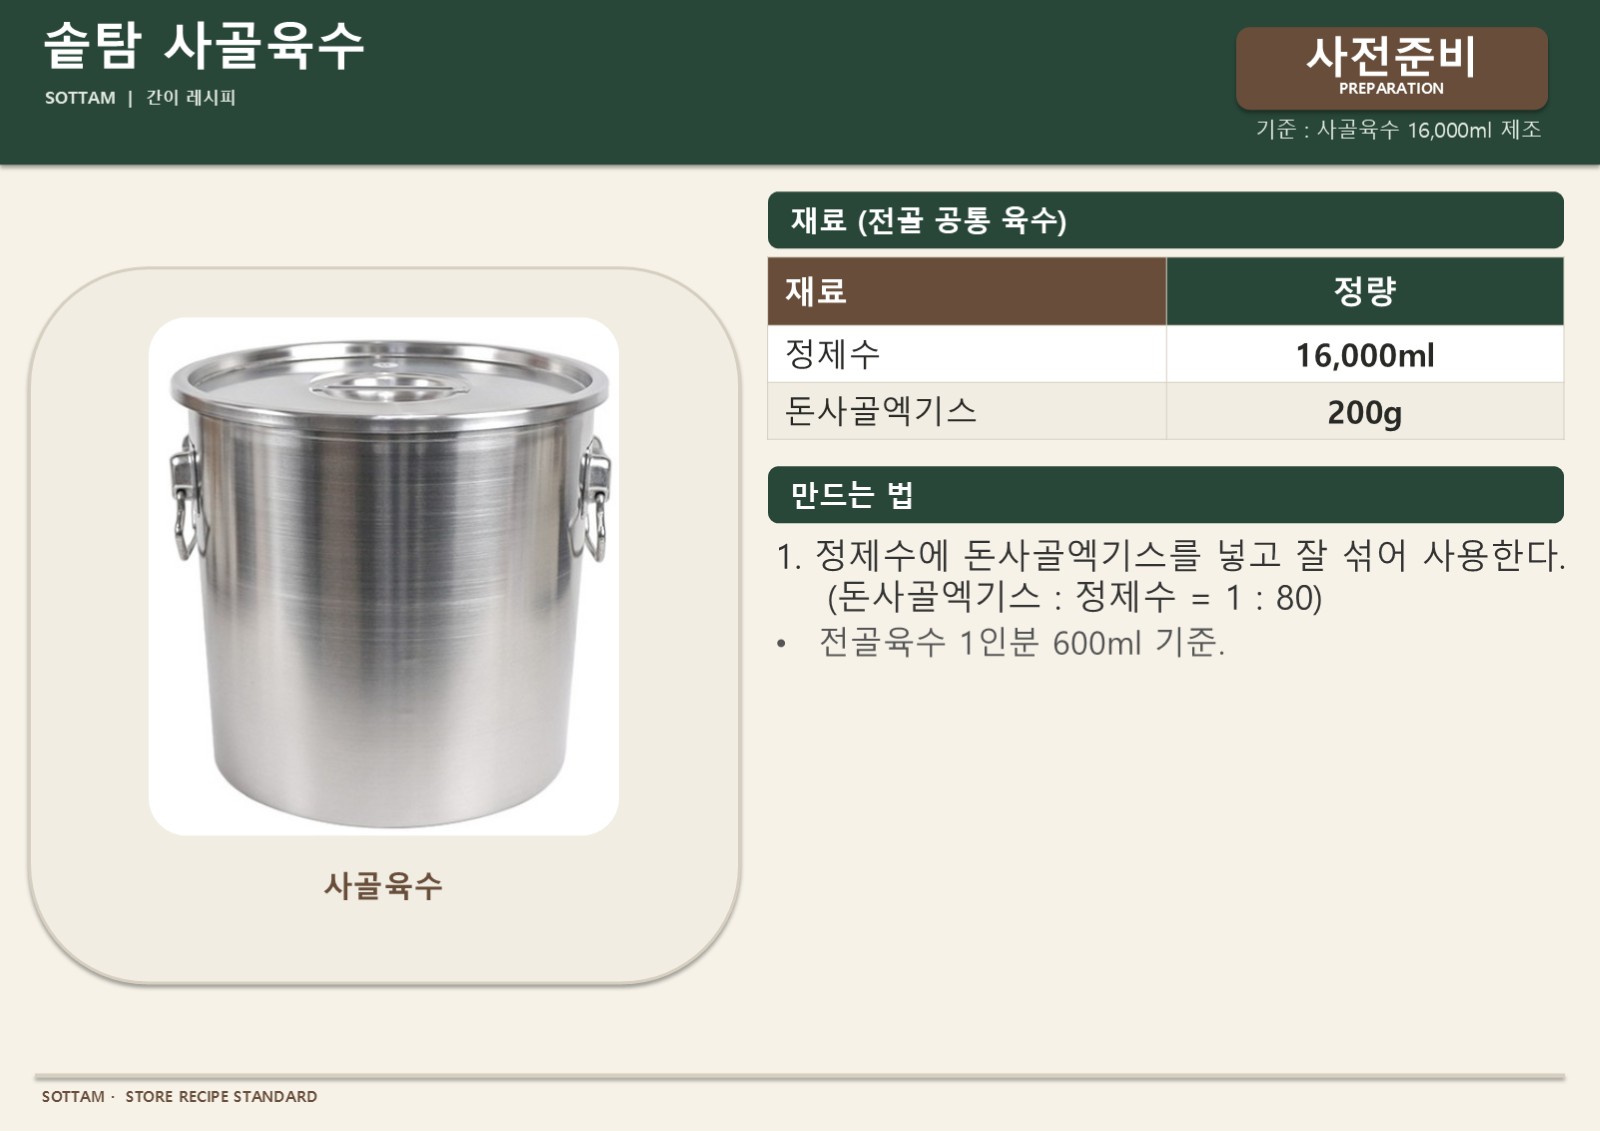 솥탐 사골육수
SOTTAM | 간이 레시피
사전준비
PREPARATION
기준 : 사골육수 16,000ml 제조
재료 (전골 공통 육수)
재료 정량
정제수 16,000ml
돈사골엑기스 200g
만드는 법
1. 정제수에 돈사골엑기스를 넣고 잘 섞어 사용한다.
(돈사골엑기스 : 정제수 = 1 : 80)
• 전골육수 1인분 600ml 기준.
사골육수
SOTTAM · STORE RECIPE STANDARD